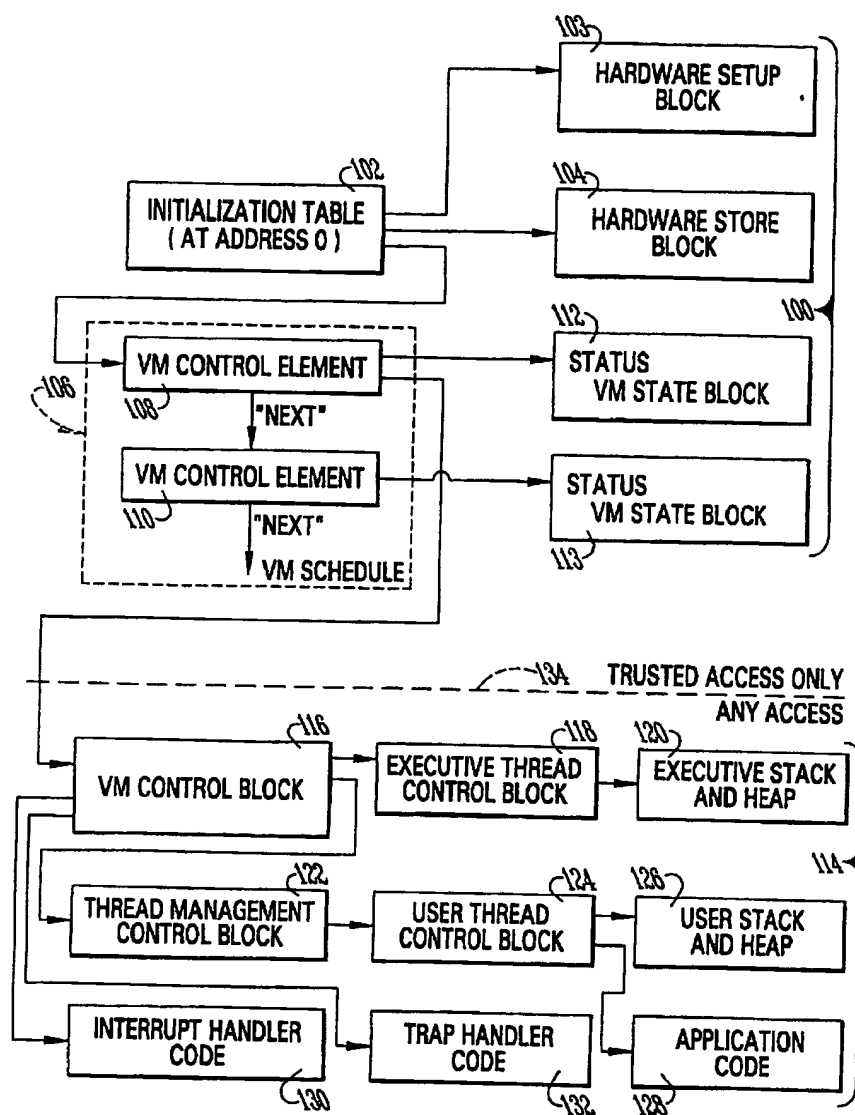 103
HARDWARE SETUP
BLOCK
102
INITIALIZATION TABLE
( AT ADDRESS 0 )
104
HARDWARE STORE
BLOCK
100
106
VM CONTROL ELEMENT
108
"NEXT"
VM CONTROL ELEMENT
110
"NEXT"
VM SCHEDULE
112
STATUS
VM STATE BLOCK
STATUS
VM STATE BLOCK
113
134
TRUSTED ACCESS ONLY
ANY ACCESS
116
VM CONTROL BLOCK
118
EXECUTIVE THREAD
CONTROL BLOCK
120
EXECUTIVE STACK
AND HEAP
114
122
THREAD MANAGEMENT
CONTROL BLOCK
124
USER THREAD
CONTROL BLOCK
126
USER STACK
AND HEAP
INTERRUPT HANDLER
CODE
130
TRAP HANDLER
CODE
132
APPLICATION
CODE
128